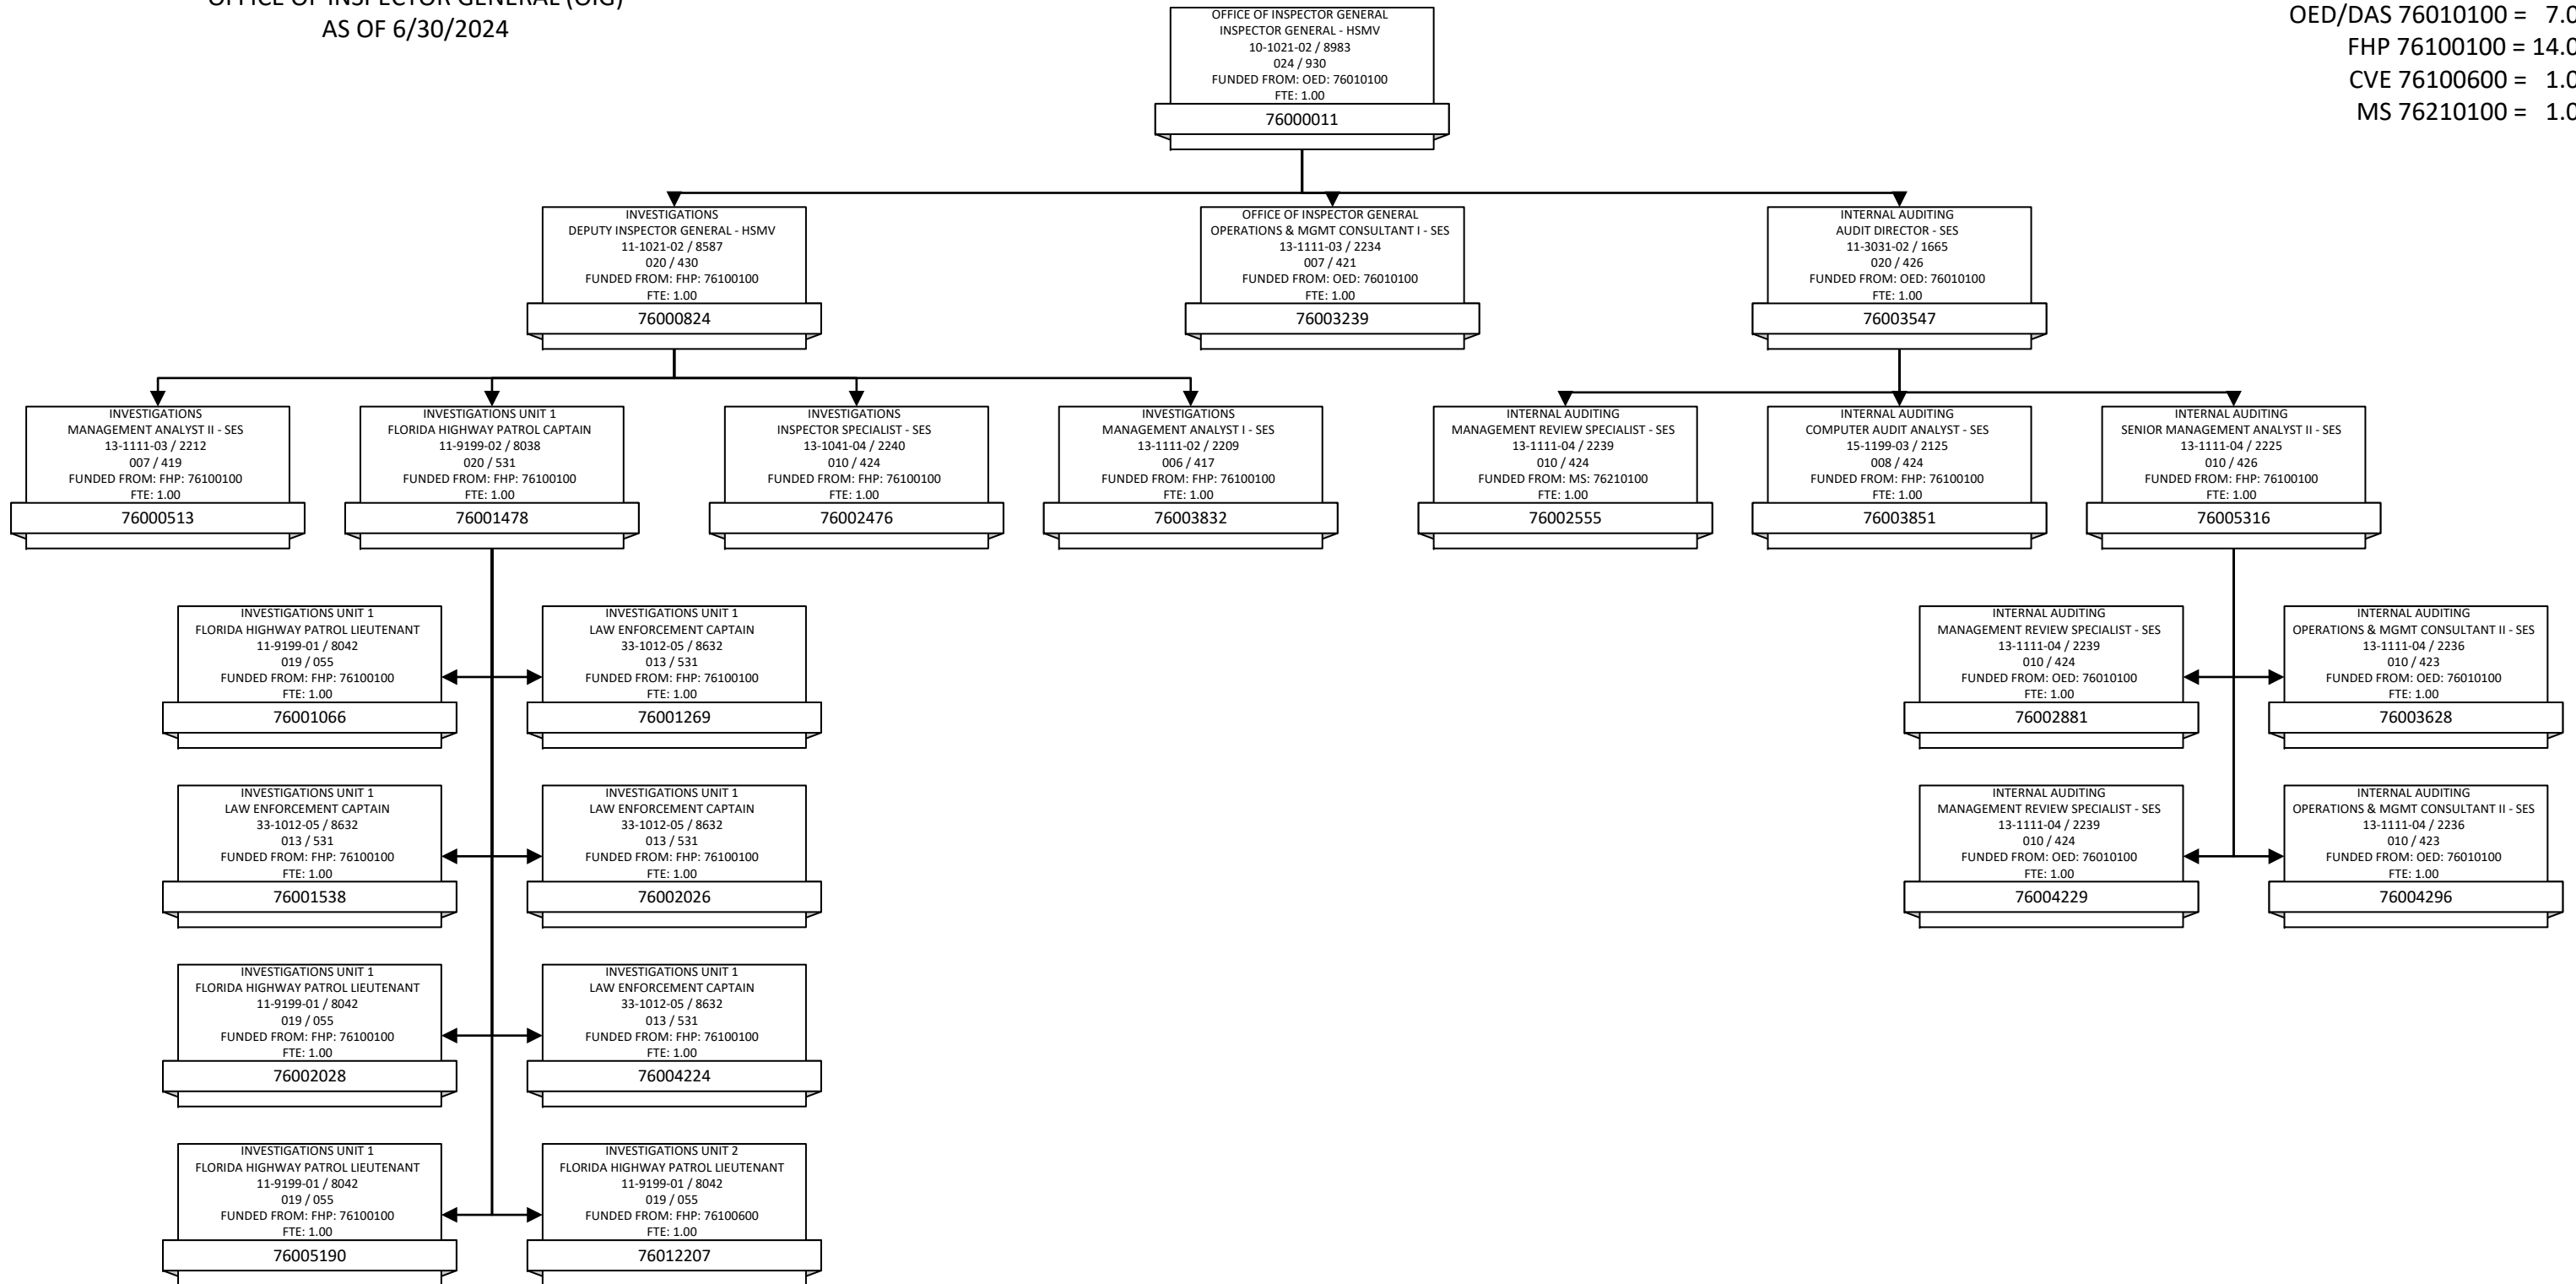 OFFICE OF INSPECTOR GENERAL (OIG)
AS OF 6/30/2024
OED/DAS 76010100 = 7.0
FHP 76100100 = 14.0
CVE 76100600 = 1.0
MS 76210100 = 1.0
OFFICE OF INSPECTOR GENERAL
INSPECTOR GENERAL - HSMV
10-1021-02 / 8983
024 / 930
FUNDED FROM: OED: 76010100
FTE: 1.00
76000011
INVESTIGATIONS
DEPUTY INSPECTOR GENERAL - HSMV
11-1021-02 / 8587
020 / 430
FUNDED FROM: FHP: 76100100
FTE: 1.00
76000824
OFFICE OF INSPECTOR GENERAL
OPERATIONS & MGMT CONSULTANT I - SES
13-1111-03 / 2234
007 / 421
FUNDED FROM: OED: 76010100
FTE: 1.00
76003239
INTERNAL AUDITING
AUDIT DIRECTOR - SES
11-3031-02 / 1665
020 / 426
FUNDED FROM: OED: 76010100
FTE: 1.00
76003547
INVESTIGATIONS
MANAGEMENT ANALYST II - SES
13-1111-03 / 2212
007 / 419
FUNDED FROM: FHP: 76100100
FTE: 1.00
76000513
INVESTIGATIONS UNIT 1
FLORIDA HIGHWAY PATROL CAPTAIN
11-9199-02 / 8038
020 / 531
FUNDED FROM: FHP: 76100100
FTE: 1.00
76001478
INVESTIGATIONS
INSPECTOR SPECIALIST - SES
13-1041-04 / 2240
010 / 424
FUNDED FROM: FHP: 76100100
FTE: 1.00
76002476
INVESTIGATIONS
MANAGEMENT ANALYST I - SES
13-1111-02 / 2209
006 / 417
FUNDED FROM: FHP: 76100100
FTE: 1.00
76003832
INTERNAL AUDITING
MANAGEMENT REVIEW SPECIALIST - SES
13-1111-04 / 2239
010 / 424
FUNDED FROM: MS: 76210100
FTE: 1.00
76002555
INTERNAL AUDITING
COMPUTER AUDIT ANALYST - SES
15-1199-03 / 2125
008 / 424
FUNDED FROM: FHP: 76100100
FTE: 1.00
76003851
INTERNAL AUDITING
SENIOR MANAGEMENT ANALYST II - SES
13-1111-04 / 2225
010 / 426
FUNDED FROM: FHP: 76100100
FTE: 1.00
76005316
INVESTIGATIONS UNIT 1
FLORIDA HIGHWAY PATROL LIEUTENANT
11-9199-01 / 8042
019 / 055
FUNDED FROM: FHP: 76100100
FTE: 1.00
76001066
INVESTIGATIONS UNIT 1
LAW ENFORCEMENT CAPTAIN
33-1012-05 / 8632
013 / 531
FUNDED FROM: FHP: 76100100
FTE: 1.00
76001269
INTERNAL AUDITING
MANAGEMENT REVIEW SPECIALIST - SES
13-1111-04 / 2239
010 / 424
FUNDED FROM: OED: 76010100
FTE: 1.00
76002881
INTERNAL AUDITING
OPERATIONS & MGMT CONSULTANT II - SES
13-1111-04 / 2236
010 / 423
FUNDED FROM: OED: 76010100
FTE: 1.00
76003628
INVESTIGATIONS UNIT 1
LAW ENFORCEMENT CAPTAIN
33-1012-05 / 8632
013 / 531
FUNDED FROM: FHP: 76100100
FTE: 1.00
76001538
INVESTIGATIONS UNIT 1
LAW ENFORCEMENT CAPTAIN
33-1012-05 / 8632
013 / 531
FUNDED FROM: FHP: 76100100
FTE: 1.00
76002026
INTERNAL AUDITING
MANAGEMENT REVIEW SPECIALIST - SES
13-1111-04 / 2239
010 / 424
FUNDED FROM: OED: 76010100
FTE: 1.00
76004229
INTERNAL AUDITING
OPERATIONS & MGMT CONSULTANT II - SES
13-1111-04 / 2236
010 / 423
FUNDED FROM: OED: 76010100
FTE: 1.00
76004296
INVESTIGATIONS UNIT 1
FLORIDA HIGHWAY PATROL LIEUTENANT
11-9199-01 / 8042
019 / 055
FUNDED FROM: FHP: 76100100
FTE: 1.00
76002028
INVESTIGATIONS UNIT 1
LAW ENFORCEMENT CAPTAIN
33-1012-05 / 8632
013 / 531
FUNDED FROM: FHP: 76100100
FTE: 1.00
76004224
INVESTIGATIONS UNIT 1
FLORIDA HIGHWAY PATROL LIEUTENANT
11-9199-01 / 8042
019 / 055
FUNDED FROM: FHP: 76100100
FTE: 1.00
76005190
INVESTIGATIONS UNIT 2
FLORIDA HIGHWAY PATROL LIEUTENANT
11-9199-01 / 8042
019 / 055
FUNDED FROM: FHP: 76100600
FTE: 1.00
76012207